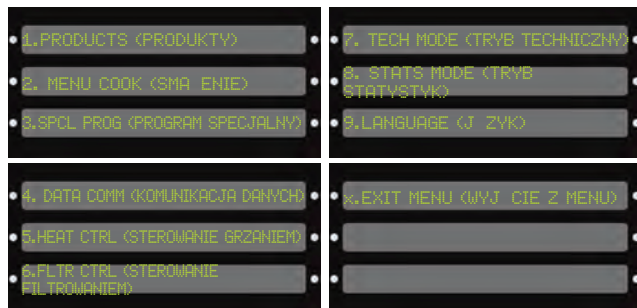 1.PRODUCTS (PRODUKTY)
2. MENU COOK (SMA ENIE)
3.SPCL PROG (PROGRAM SPECJALNY)
4. DATA COMM (KOMUNIKACJA DANYCH)
5.HEAT CTRL (STEROWANIE GRZANIEM)
6.FLTR CTRL (STEROWANIE
FILTROWANIEM)
7. TECH MODE (TRYB TECHNICZNY)
8. STATS MODE (TRYB
STATYSTYK)
9.LANGUAGE (J ZYK)
x.EXIT MENU (WYJ CIE Z MENU)